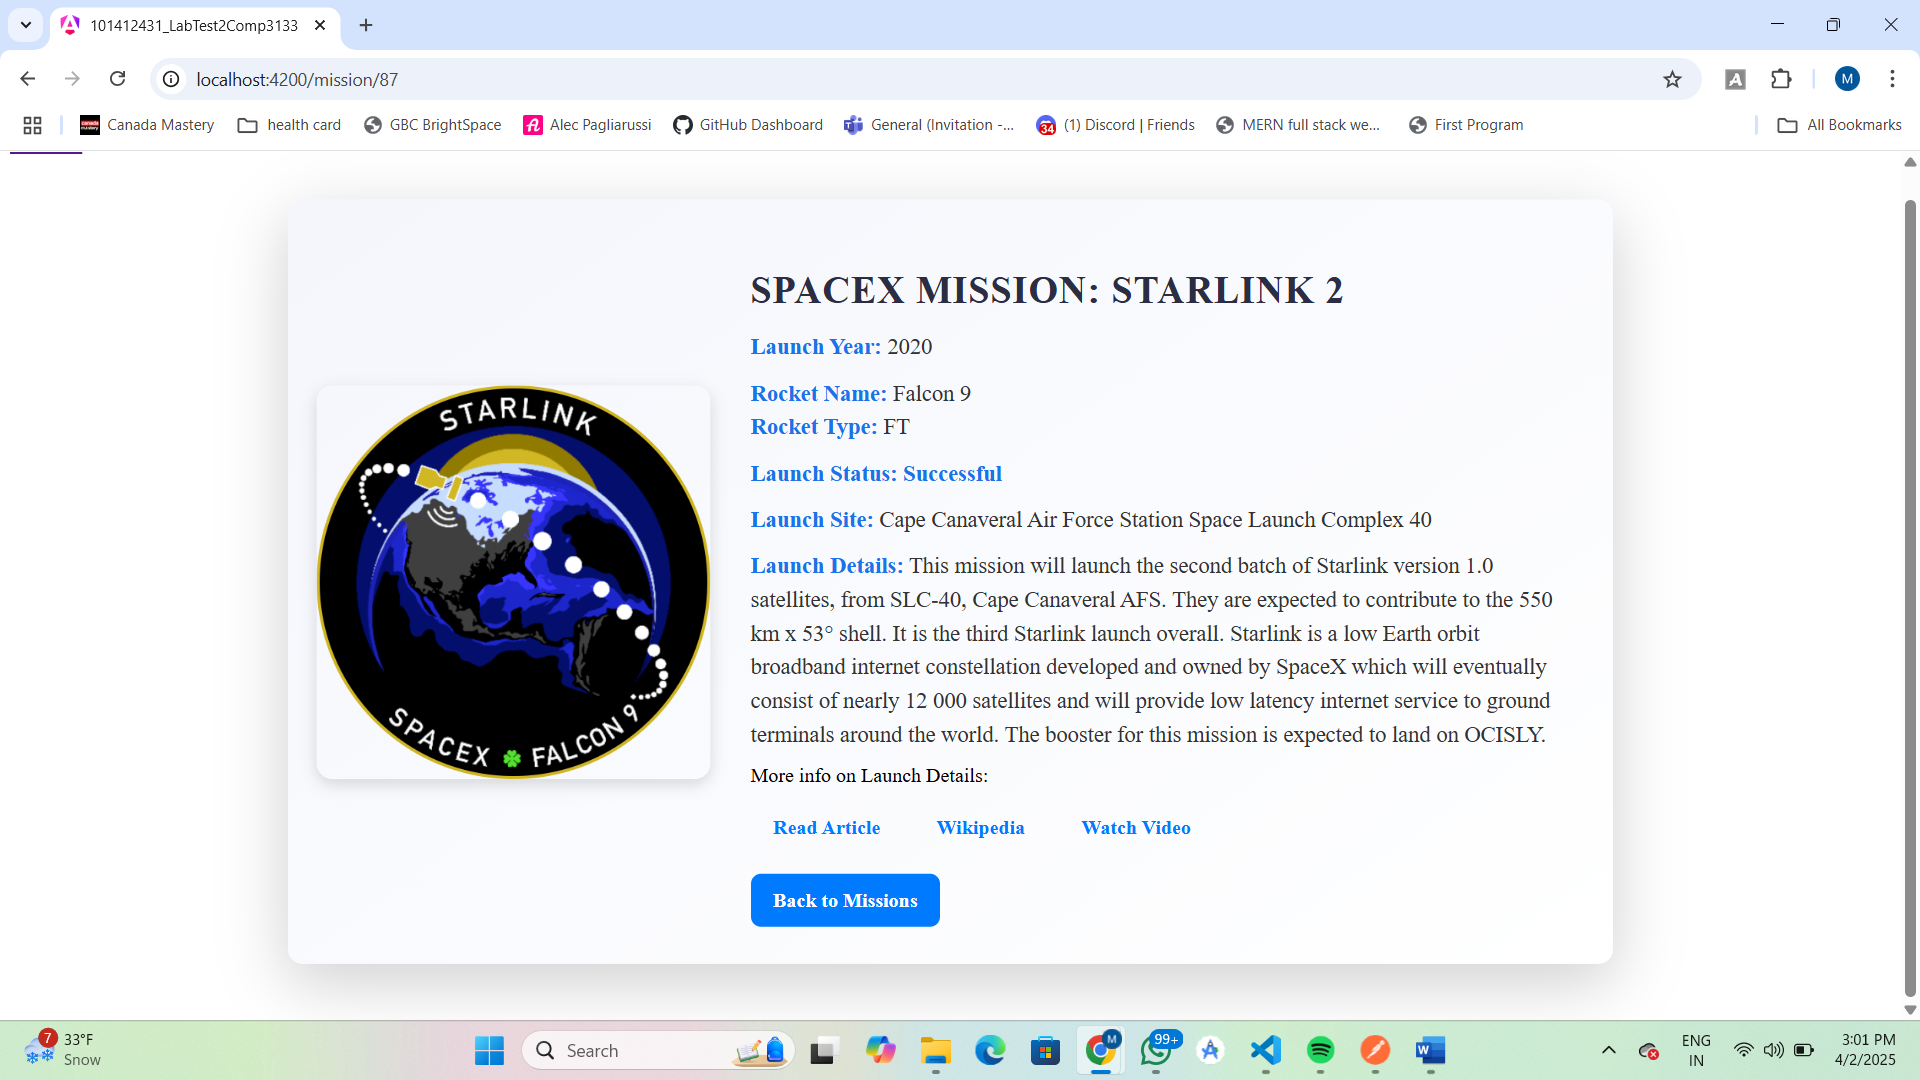 101412431_LabTest2Comp3133
localhost:4200/mission/87
M
Canada Mastery
health card
GBC BrightSpace
Alec Pagliarussi
GitHub Dashboard
General (Invitation -...
34
(1) Discord | Friends
MERN full stack we...
First Program
All Bookmarks
SPACEX MISSION: STARLINK 2
Launch Year: 2020
Rocket Name: Falcon 9
Rocket Type: FT
Launch Status: Successful
Launch Site: Cape Canaveral Air Force Station Space Launch Complex 40
Launch Details: This mission will launch the second batch of Starlink version 1.0
satellites, from SLC-40, Cape Canaveral AFS. They are expected to contribute to the 550
km x 53° shell. It is the third Starlink launch overall. Starlink is a low Earth orbit
broadband internet constellation developed and owned by SpaceX which will eventually
consist of nearly 12 000 satellites and will provide low latency internet service to ground
terminals around the world. The booster for this mission is expected to land on OCISLY.
More info on Launch Details:
Read Article
Wikipedia
Watch Video
Back to Missions
STARLINK
SPACEX FALCON 9
7
33°F
Snow
Search
M
99+
ENG
IN
3:01 PM
4/2/2025